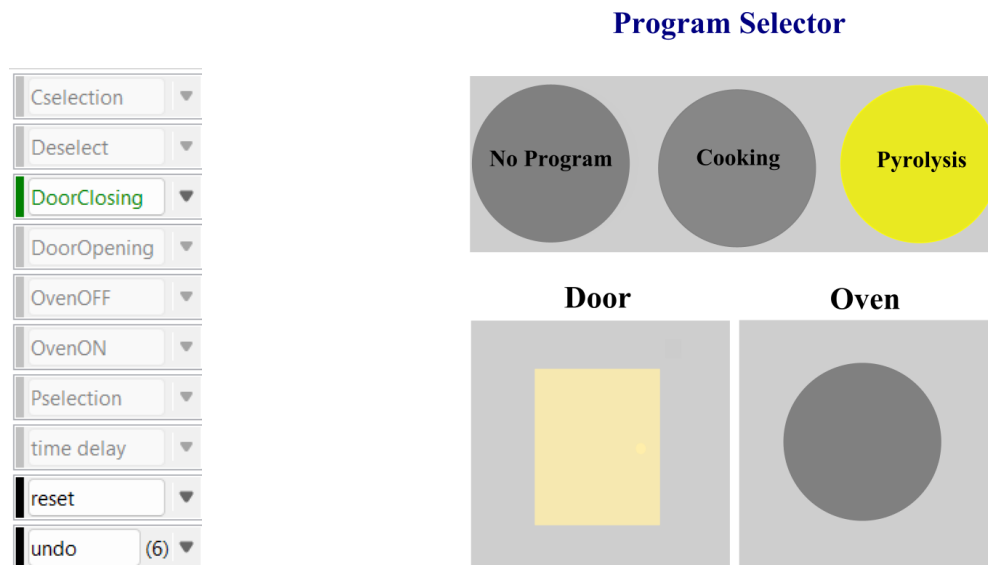 Program Selector
Cselection
Deselect
DoorClosing
DoorOpening
OvenOFF
OvenON
Pselection
time delay
reset
undo (6)
No Program Cooking Pyrolysis
Door Oven